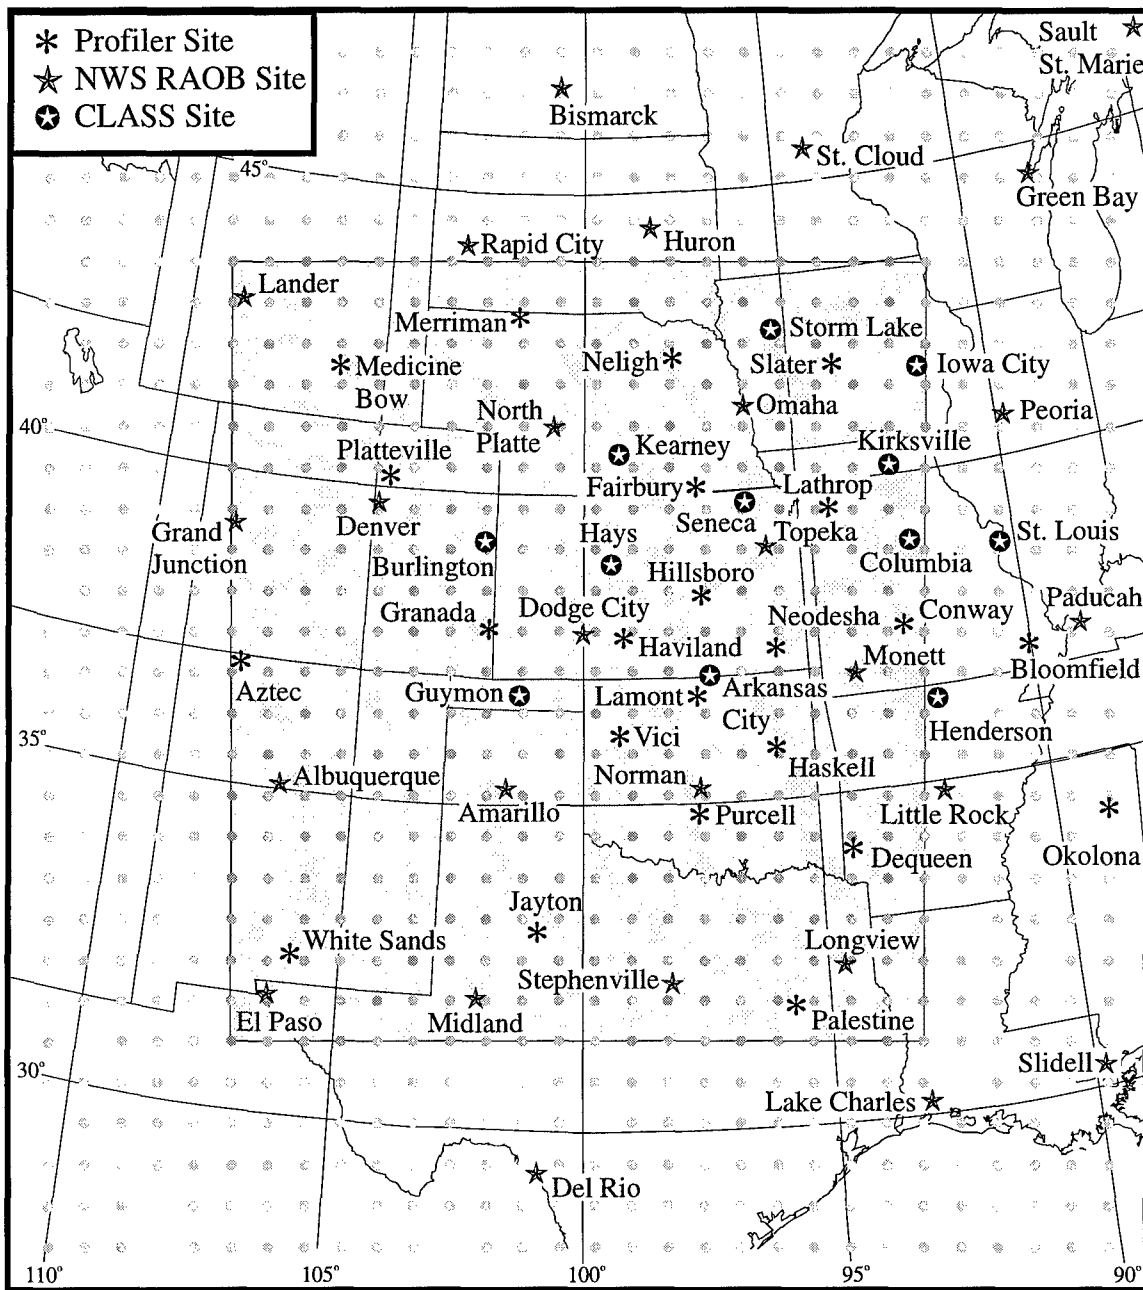 Profiler Site
NWS RAOB Site
CLASS Site
Sault
St. Marie
Bismarck
St. Cloud
Green Bay
45°
Rapid City
Huron
Lander
Merriman
Storm Lake
Medicine
Bow
Neligh
Slater
Iowa City
Omaha
Peoria
North
Platte
40°
Platteville
Kearney
Kirksville
Fairbury
Lathrop
Denver
Seneca
Grand
Junction
Hays
Topeka
St. Louis
Burlington
Columbia
Hillsboro
Granada
Dodge City
Neodesha
Conway
Paducah
Haviland
Monett
Bloomfield
Aztec
Guymon
Lamont
Arkansas
City
Henderson
35°
Vici
Haskell
Albuquerque
Norman
Amarillo
Purcell
Little Rock
Dequeen
Okolona
Jayton
White Sands
Longview
Stephenville
El Paso
Midland
Palestine
30°
Slidell
Lake Charles
Del Rio
110°
105°
100°
95°
90°